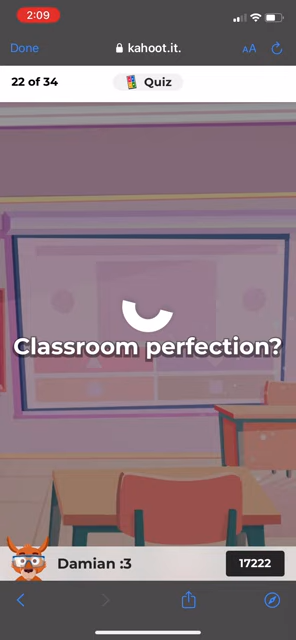 2:09
Done
kahoot.it.
AA
22 of 34
Quiz
Classroom perfection?
Damian :3
17222